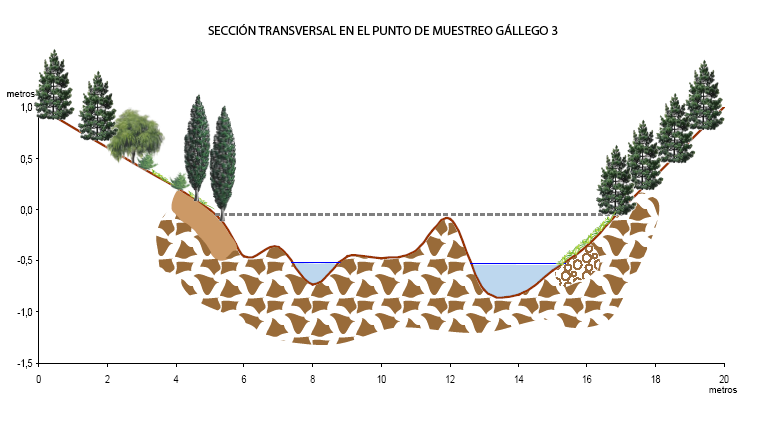 SECCIÓN TRANSVERSAL EN EL PUNTO DE MUESTREO GÁLLEGO 3
metros
1,0
0,5
0,0
-0,5
-1,0
-1,5
0 2 4 6 8 10 12 14 16 18 20
metros